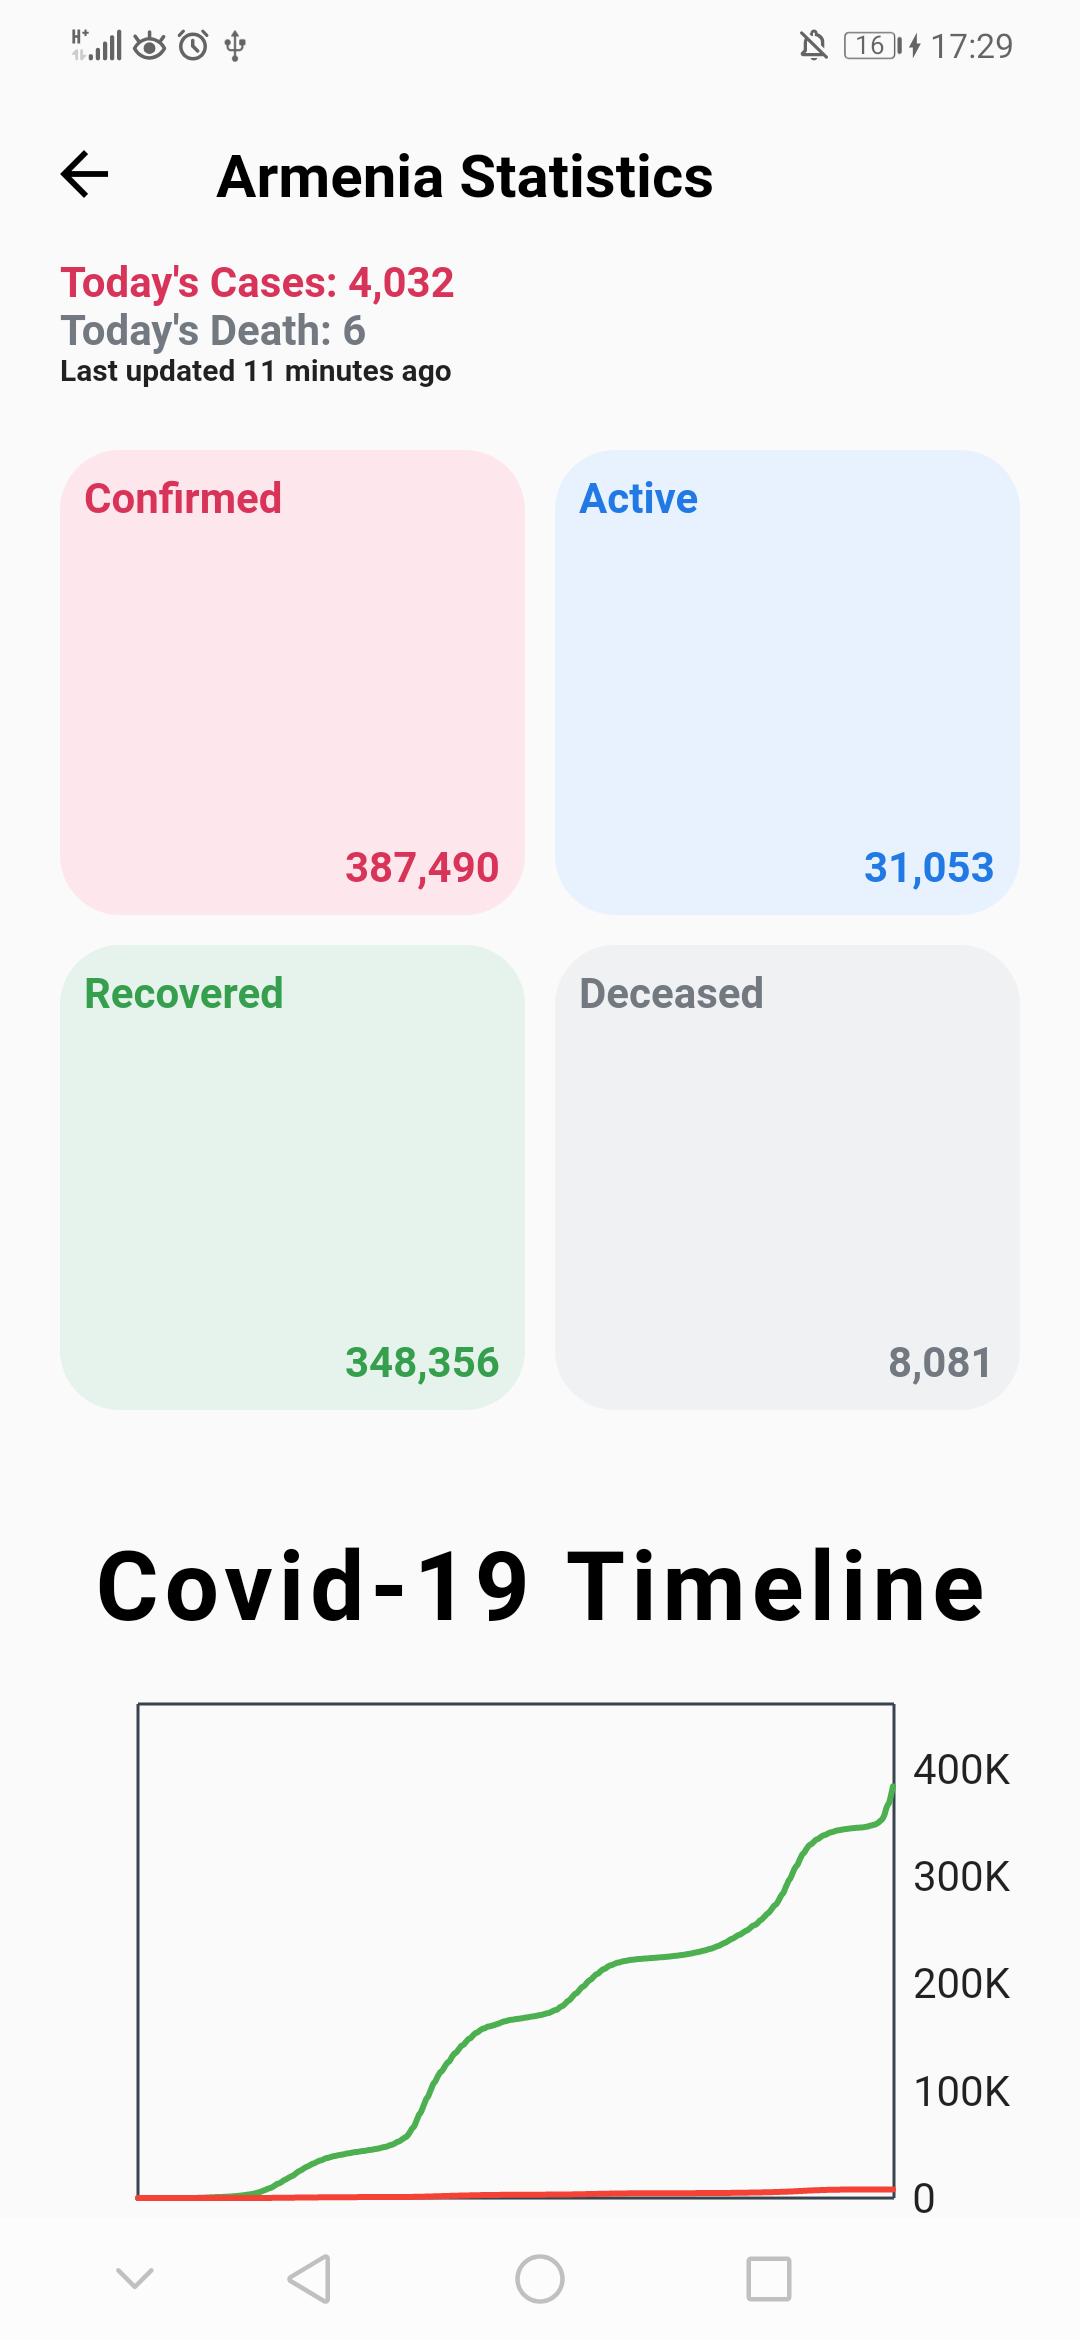 H+
16
17:29
Armenia Statistics
Today's Cases: 4,032
Today's Death: 6
Last updated 11 minutes ago
Confirmed
387,490
Active
31,053
Recovered
348,356
Deceased
8,081
Covid-19 Timeline
400K
300K
200K
100K
0